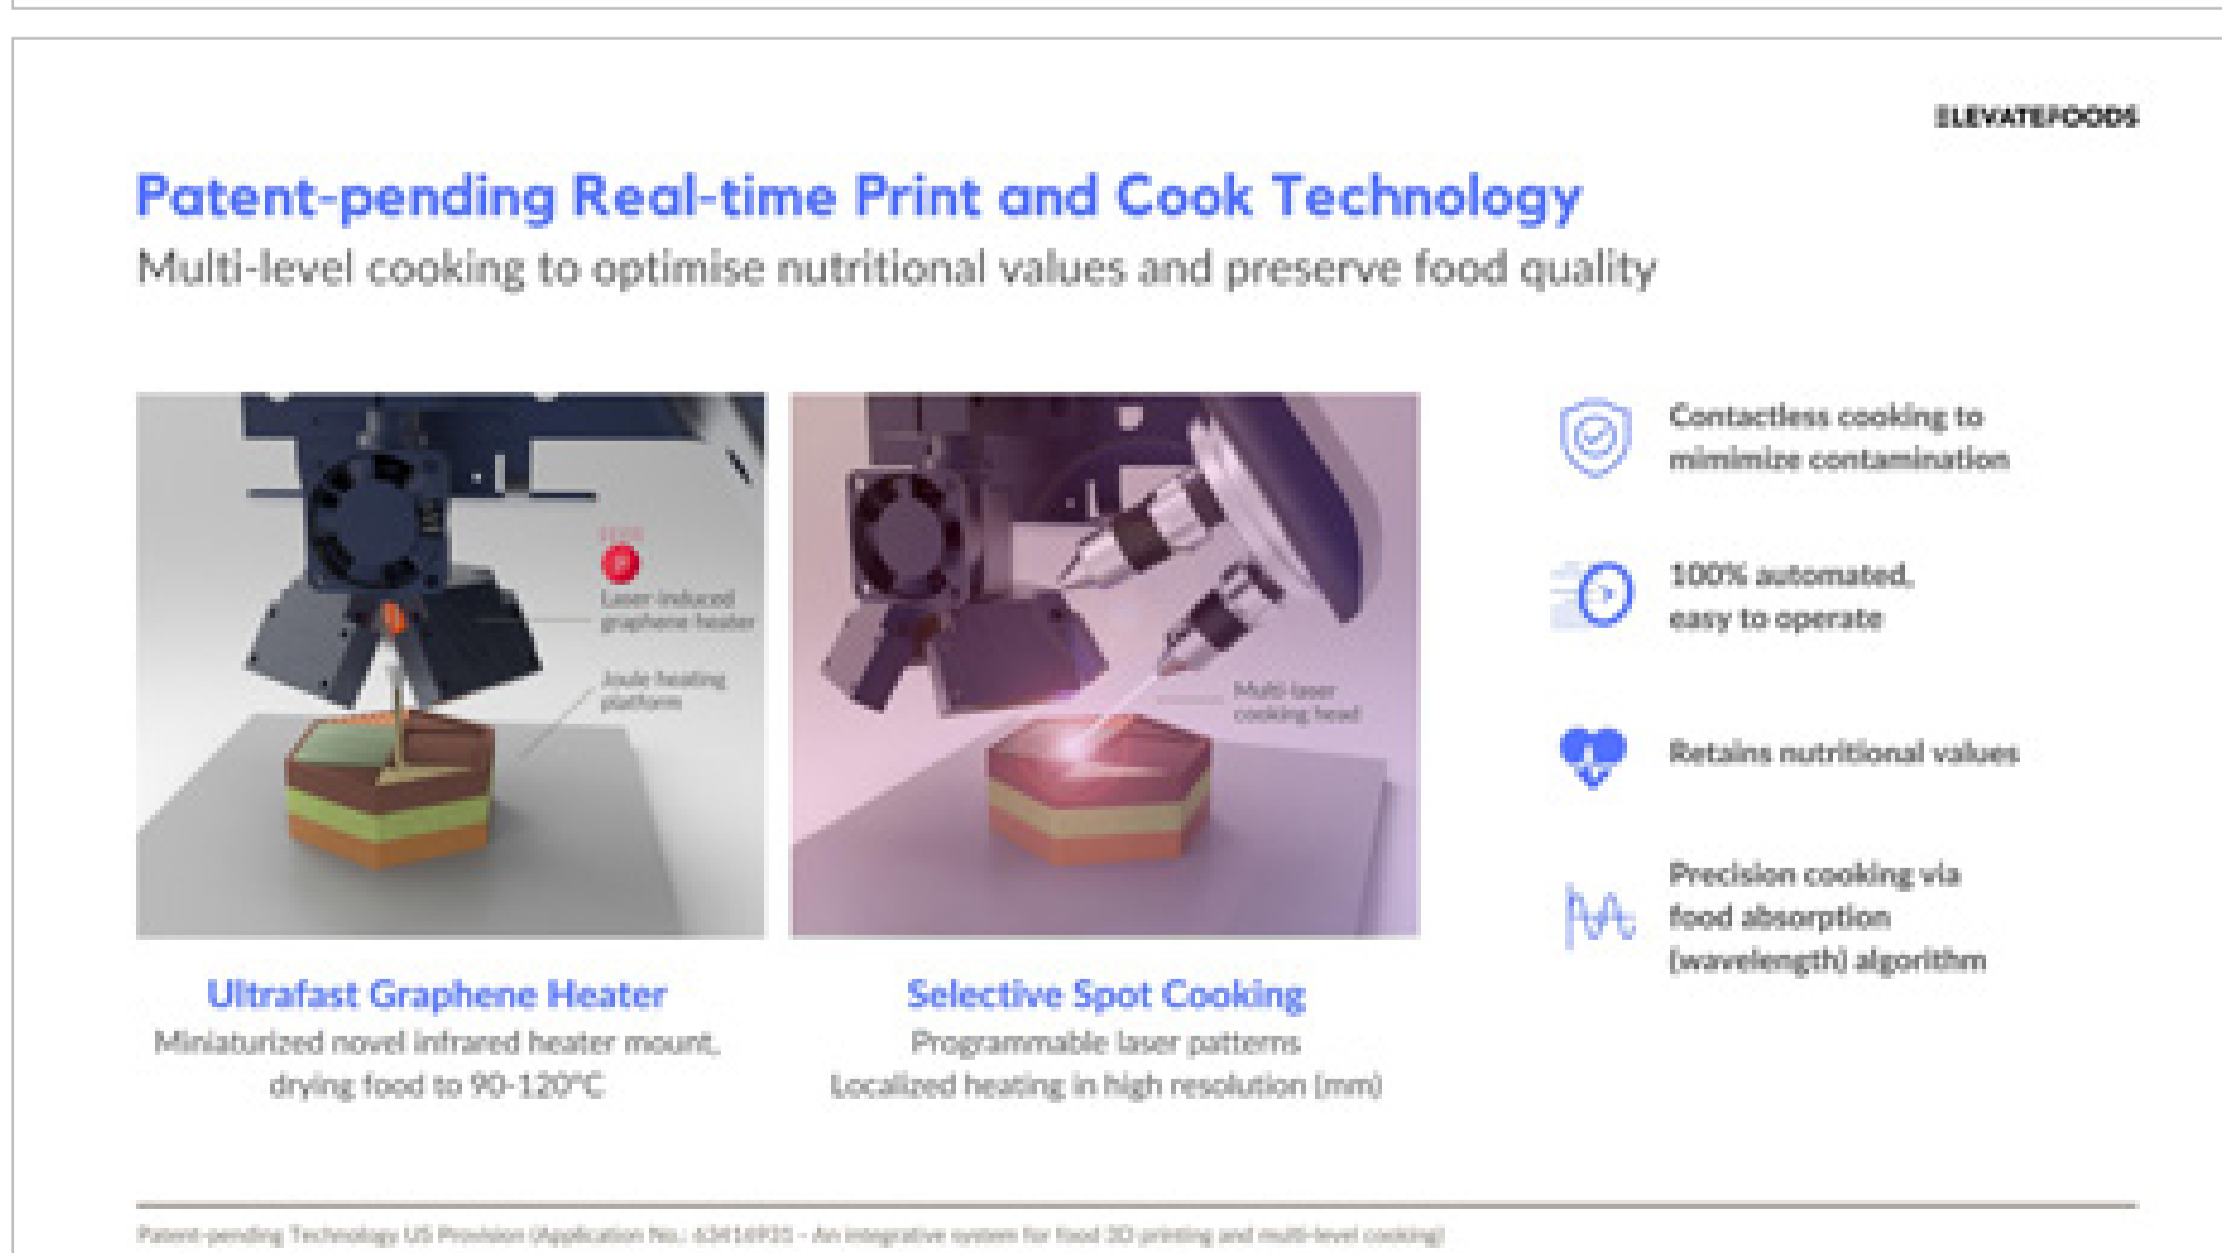 ELEVATEFOODS
Patent-pending Real-time Print and Cook Technology
Multi-level cooking to optimise nutritional values and preserve food quality
Laser-induced
graphene heater
Joule heating
platform
Multi-laser
cooking head
Ultrafast Graphene Heater
Miniaturized novel infrared heater mount,
drying food to 90-120°C
Selective Spot Cooking
Programmable laser patterns
Localized heating in high resolution (mm)
Contactless cooking to
mimimize contamination
100% automated,
easy to operate
Retains nutritional values
Precision cooking via
food absorption
(wavelength) algorithm
Patent-pending Technology US Provision (Application No.: - An integrative system for food 3D printing and multi-level cooking)